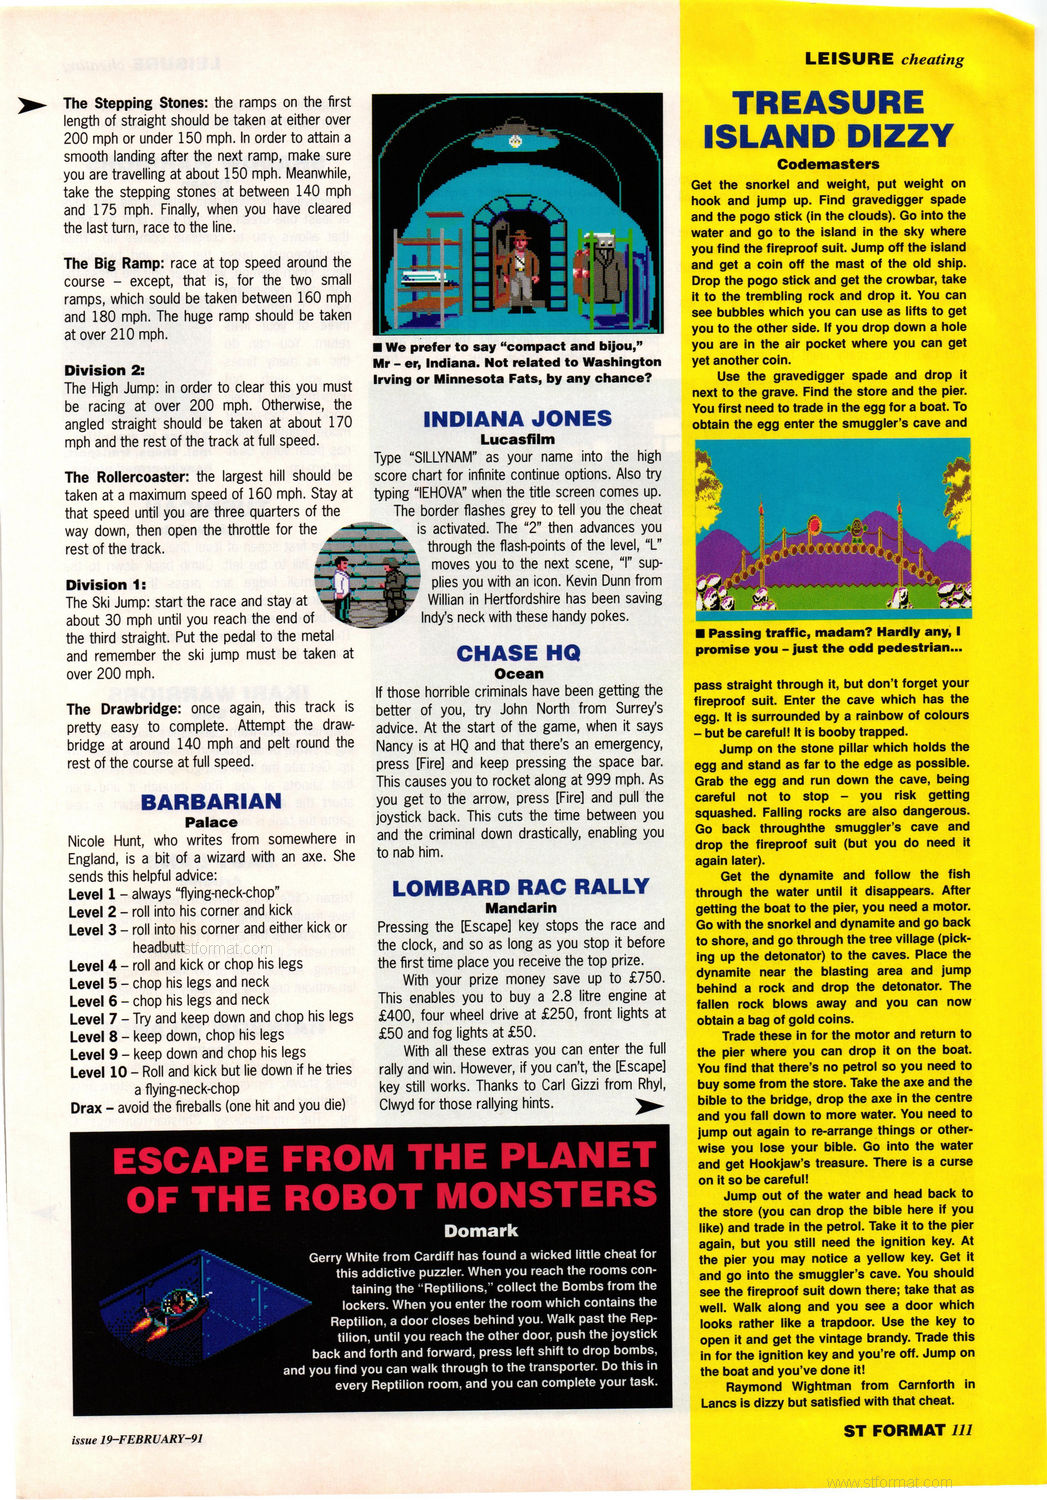 LEISURE cheating
The Stepping Stones: the ramps on the first
length of straight should be taken at either over
200 mph or under 150 mph. In order to attain a
smooth landing after the next ramp, make sure
you are travelling at about 150 mph. Meanwhile,
take the stepping stones at between 140 mph
and 175 mph. Finally, when you have cleared
the last turn, race to the line.
The Big Ramp: race at top speed around the
course – except, that is, for the two small
ramps, which sould be taken between 160 mph
and 180 mph. The huge ramp should be taken
at over 210 mph.
Division 2:
The High Jump: in order to clear this you must
be racing at over 200 mph. Otherwise, the
angled straight should be taken at about 170
mph and the rest of the track at full speed.
The Rollercoaster: the largest hill should be
taken at a maximum speed of 160 mph. Stay at
that speed until you are three quarters of the
way down, then open the throttle for the
rest of the track.
Division 1:
The Ski Jump: start the race and stay at
about 30 mph until you reach the end of
the third straight. Put the pedal to the metal
and remember the ski jump must be taken at
over 200 mph.
The Drawbridge: once again, this track is
pretty easy to complete. Attempt the draw-
bridge at around 140 mph and pelt round the
rest of the course at full speed.
BARBARIAN
Palace
Nicole Hunt, who writes from somewhere in
England, is a bit of a wizard with an axe. She
sends this helpful advice:
Level 1 – always “flying-neck-chop”
Level 2 – roll into his corner and kick
Level 3 – roll into his corner and either kick or
headbutt
Level 4 – roll and kick or chop his legs
Level 5 – chop his legs and neck
Level 6 – chop his legs and neck
Level 7 – Try and keep down and chop his legs
Level 8 – keep down, chop his legs
Level 9 – keep down and chop his legs
Level 10 – Roll and kick but lie down if he tries
a flying-neck-chop
Drax – avoid the fireballs (one hit and you die)
■ We prefer to say “compact and bijou,”
Mr – er, Indiana. Not related to Washington
Irving or Minnesota Fats, by any chance?
INDIANA JONES
Lucasfilm
Type “SILLYNAM” as your name into the high
score chart for infinite continue options. Also try
typing “IEHOVA” when the title screen comes up.
The border flashes grey to tell you the cheat
is activated. The “2” then advances you
through the flash-points of the level, “L”
moves you to the next scene, “I” sup-
plies you with an icon. Kevin Dunn from
Willian in Hertfordshire has been saving
Indy's neck with these handy pokes.
CHASE HQ
Ocean
If those horrible criminals have been getting the
better of you, try John North from Surrey's
advice. At the start of the game, when it says
Nancy is at HQ and that there's an emergency,
press [Fire] and keep pressing the space bar.
This causes you to rocket along at 999 mph. As
you get to the arrow, press [Fire] and pull the
joystick back. This cuts the time between you
and the criminal down drastically, enabling you
to nab him.
LOMBARD RAC RALLY
Mandarin
Pressing the [Escape] key stops the race and
the clock, and so as long as you stop it before
the first time place you receive the top prize.
With your prize money save up to £750.
This enables you to buy a 2.8 litre engine at
£400, four wheel drive at £250, front lights at
£50 and fog lights at £50.
With all these extras you can enter the full
rally and win. However, if you can't, the [Escape]
key still works. Thanks to Carl Gizzi from Rhyl,
Clwyd for those rallying hints.
ESCAPE FROM THE PLANET
OF THE ROBOT MONSTERS
Domark
Gerry White from Cardiff has found a wicked little cheat for
this addictive puzzler. When you reach the rooms con-
taining the “Reptilions,” collect the Bombs from the
lockers. When you enter the room which contains the
Reptilion, a door closes behind you. Walk past the Rep-
tilion, until you reach the other door, push the joystick
back and forth and forward, press left shift to drop bombs,
and you find you can walk through to the transporter. Do this in
every Reptilion room, and you can complete your task.
TREASURE
ISLAND DIZZY
Codemasters
Get the snorkel and weight, put weight on
hook and jump up. Find gravedigger spade
and the pogo stick (in the clouds). Go into the
water and go to the island in the sky where
you find the fireproof suit. Jump off the island
and get a coin off the mast of the old ship.
Drop the pogo stick and get the crowbar, take
it to the trembling rock and drop it. You can
see bubbles which you can use as lifts to get
you to the other side. If you drop down a hole
you are in the air pocket where you can get
yet another coin.
Use the gravedigger spade and drop it
next to the grave. Find the store and the pier.
You first need to trade in the egg for a boat. To
obtain the egg enter the smuggler's cave and
■ Passing traffic, madam? Hardly any, I
promise you – just the odd pedestrian...
pass straight through it, but don't forget your
fireproof suit. Enter the cave which has the
egg. It is surrounded by a rainbow of colours
– but be careful! It is booby trapped.
Jump on the stone pillar which holds the
egg and stand as far to the edge as possible.
Grab the egg and run down the cave, being
careful not to stop – you risk getting
squashed. Falling rocks are also dangerous.
Go back throughthe smuggler's cave and
drop the fireproof suit (but you do need it
again later).
Get the dynamite and follow the fish
through the water until it disappears. After
getting the boat to the pier, you need a motor.
Go with the snorkel and dynamite and go back
to shore, and go through the tree village (pick-
ing up the detonator) to the caves. Place the
dynamite near the blasting area and jump
behind a rock and drop the detonator. The
fallen rock blows away and you can now
obtain a bag of gold coins.
Trade these in for the motor and return to
the pier where you can drop it on the boat.
You find that there's no petrol so you need to
buy some from the store. Take the axe and the
bible to the bridge, drop the axe in the centre
and you fall down to more water. You need to
jump out again to re-arrange things or other-
wise you lose your bible. Go into the water
and get Hookjaw's treasure. There is a curse
on it so be careful!
Jump out of the water and head back to
the store (you can drop the bible here if you
like) and trade in the petrol. Take it to the pier
again, but you still need the ignition key. At
the pier you may notice a yellow key. Get it
and go into the smuggler's cave. You should
see the fireproof suit down there; take that as
well. Walk along and you see a door which
looks rather like a trapdoor. Use the key to
open it and get the vintage brandy. Trade this
in for the ignition key and you're off. Jump on
the boat and you've done it!
Raymond Wightman from Carnforth in
Lancs is dizzy but satisfied with that cheat.
issue 19–FEBRUARY–91
ST FORMAT 111
www.stformat.com